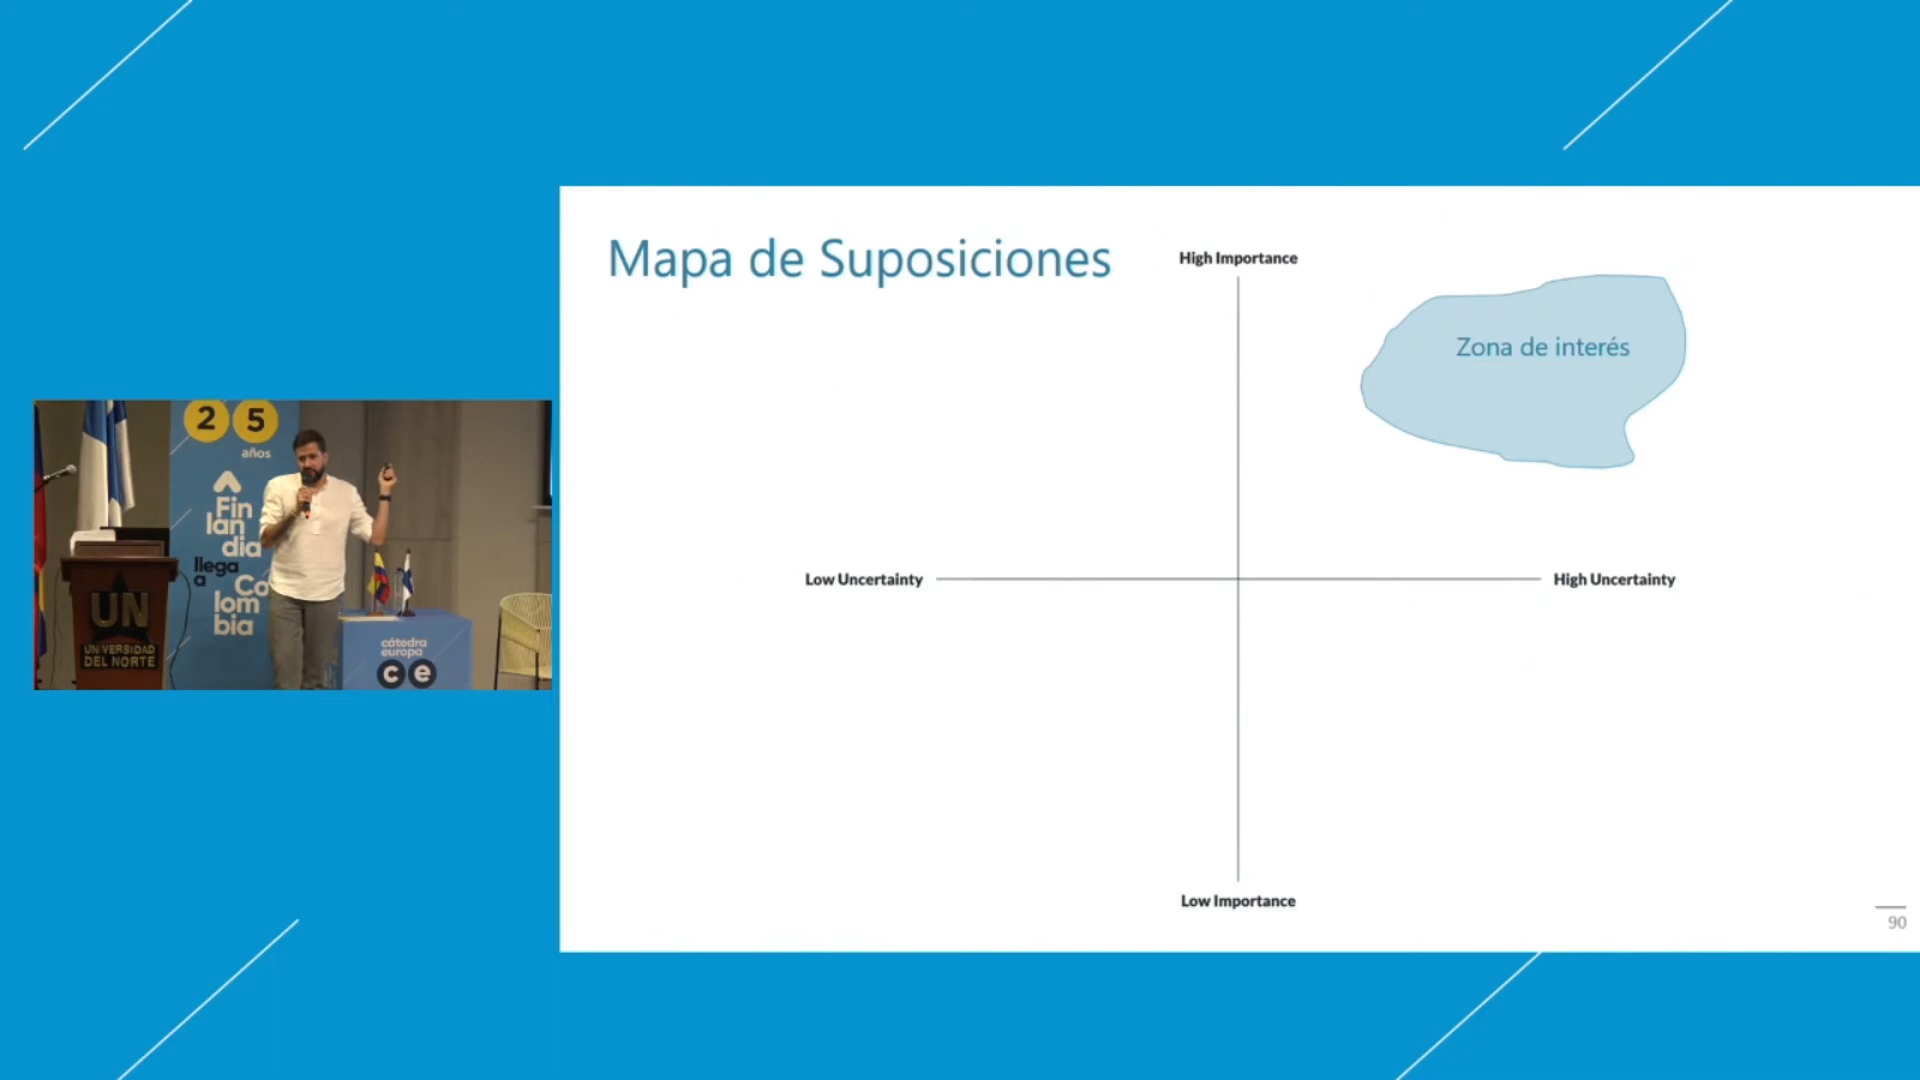 Mapa de Suposiciones
High Importance
Zona de interés
Low Uncertainty
High Uncertainty
Low Importance
90
2 5
años
Fin
lan
dia
llega
a
Co
lom
bia
UN
UNIVERSIDAD
DEL NORTE
cátedra
europa
c e